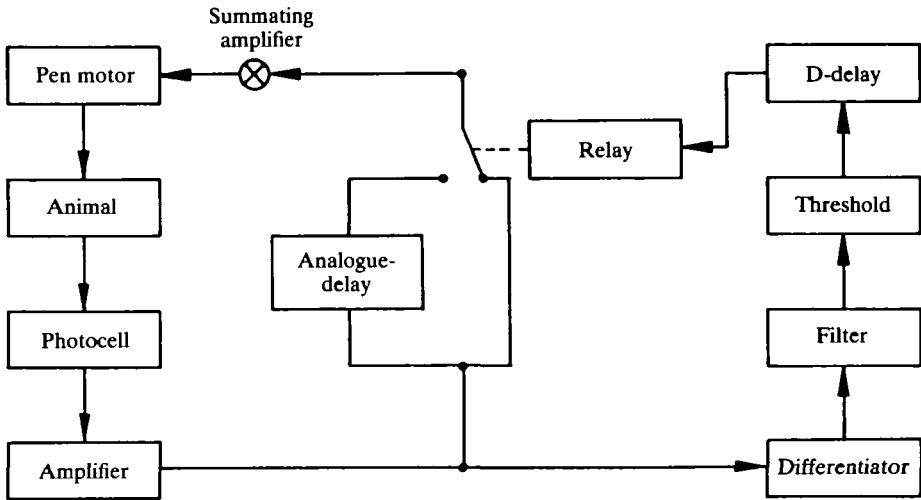 Summating
amplifier
Pen motor
D-delay
Relay
Animal
Threshold
Analogue-
delay
Photocell
Filter
Amplifier
Differentiator